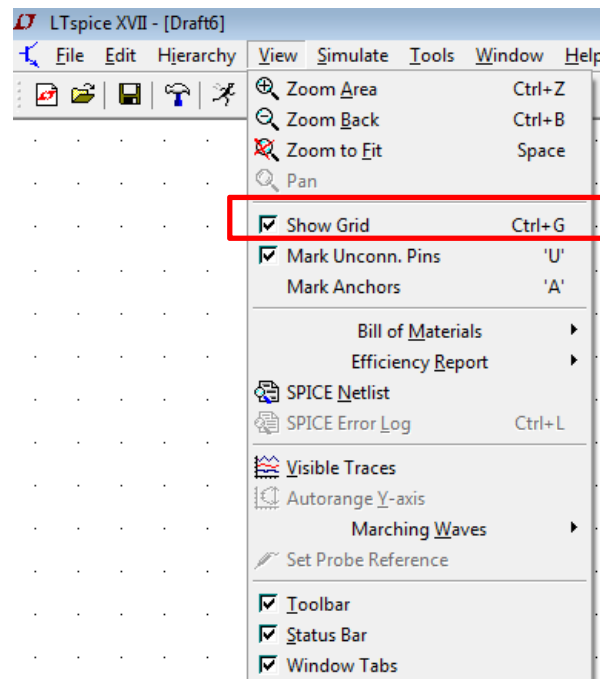 LTspice XVII - [Draft6]
File Edit Hierarchy View Simulate Tools Window Help
Zoom Area Ctrl+Z
Zoom Back Ctrl+B
Zoom to Fit Space
Pan
Show Grid Ctrl+G
Mark Unconn. Pins 'U'
Mark Anchors 'A'
Bill of Materials
Efficiency Report
SPICE Netlist
SPICE Error Log Ctrl+L
Visible Traces
Autorange Y-axis
Marching Waves
Set Probe Reference
Toolbar
Status Bar
Window Tabs